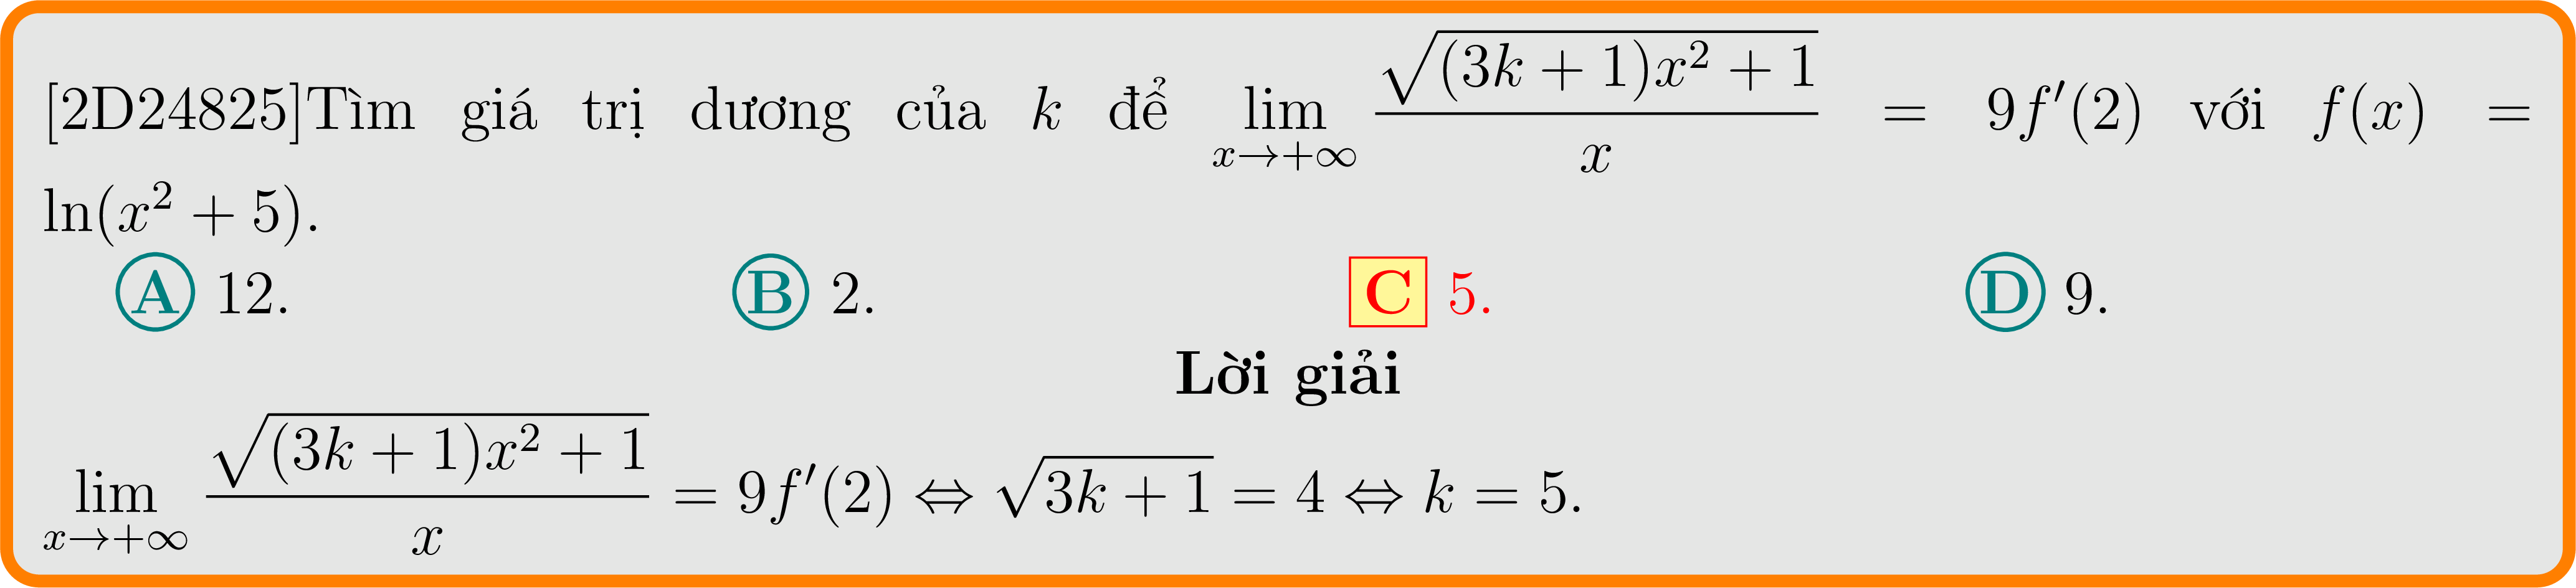 [2D24825]Tìm giá trị dương của $k$ để $\lim\limits_{x\to+\infty} \dfrac{\sqrt{(3k+1)x^2+1}}{x} = 9f'(2)$ với $f(x) =$
$\ln(x^2+5)$.
A 12. B 2. C 5. D 9.
Lời giải
$\lim\limits_{x\to+\infty} \dfrac{\sqrt{(3k+1)x^2+1}}{x} = 9f'(2) \Leftrightarrow \sqrt{3k+1} = 4 \Leftrightarrow k = 5.$